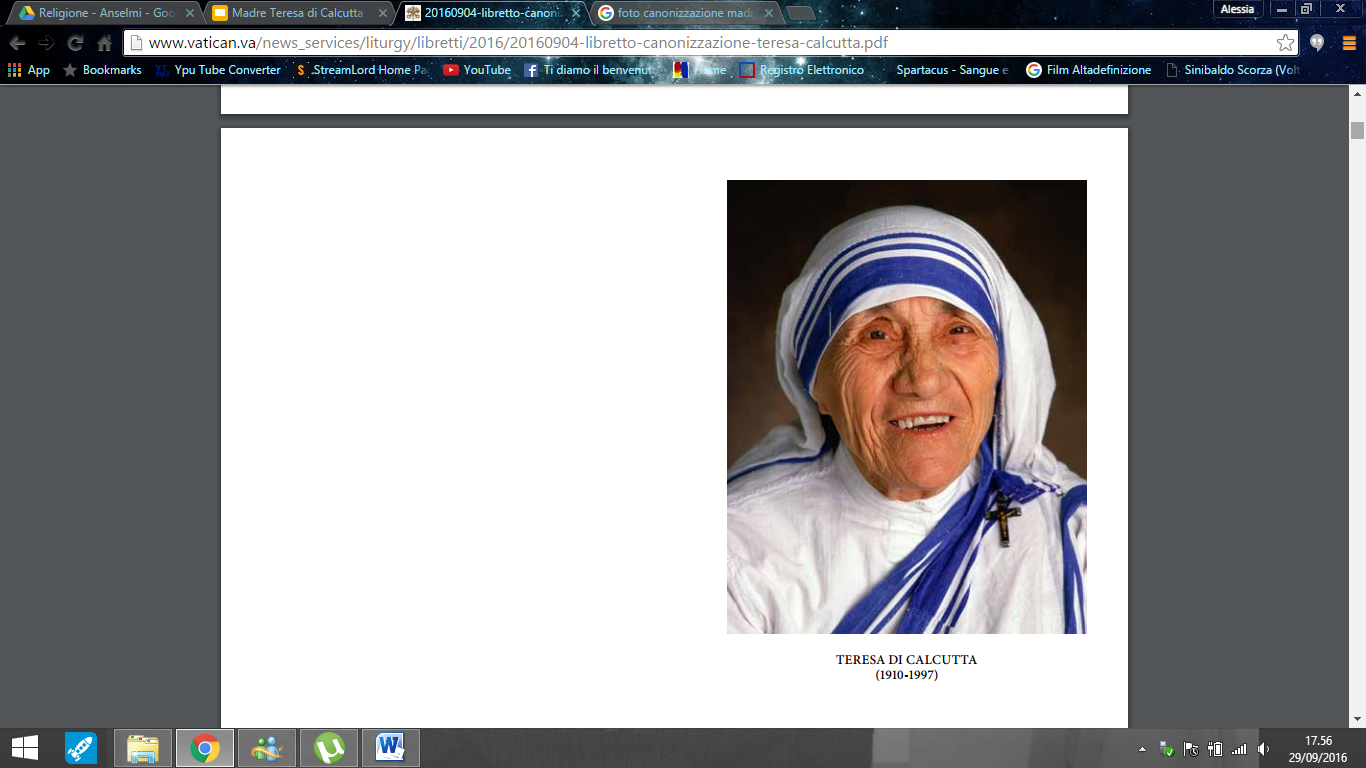 Religione - Anselmi - Goo
Madre Teresa di Calcutta
20160904-libretto-canoni
foto canonizzazione mad
Alessia
www.vatican.va/news_services/liturgy/libretti/2016/20160904-libretto-canonizzazione-teresa-calcutta.pdf
App
Bookmarks
Ypu Tube Converter
.StreamLord Home Pa
YouTube
Ti diamo il benvenut
Home
Registro Elettronico
Spartacus - Sangue e
Film Altadefinizione
Sinibaldo Scorza (Volt
TERESA DI CALCUTTA
(1910-1997)
17.56
29/09/2016